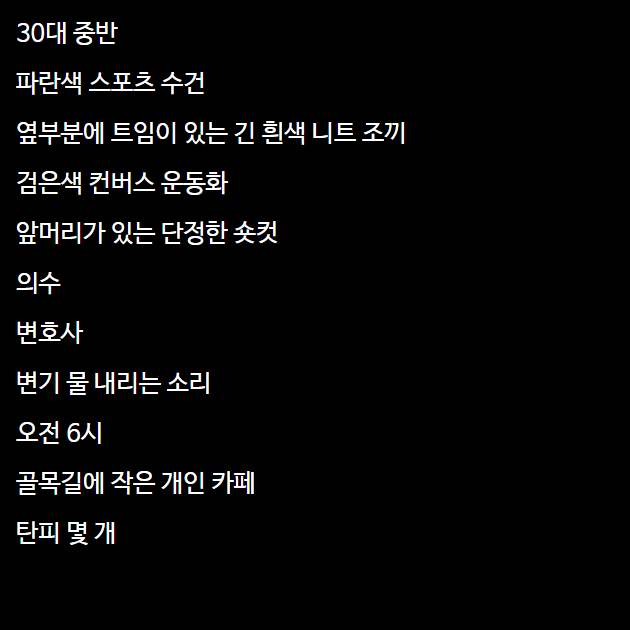 30대 중반
파란색 스포츠 수건
옆부분에 트임이 있는 긴 흰색 니트 조끼
검은색 컨버스 운동화
앞머리가 있는 단정한 숏컷
의수
변호사
변기 물 내리는 소리
오전 6시
골목길에 작은 개인 카페
탄피 몇 개